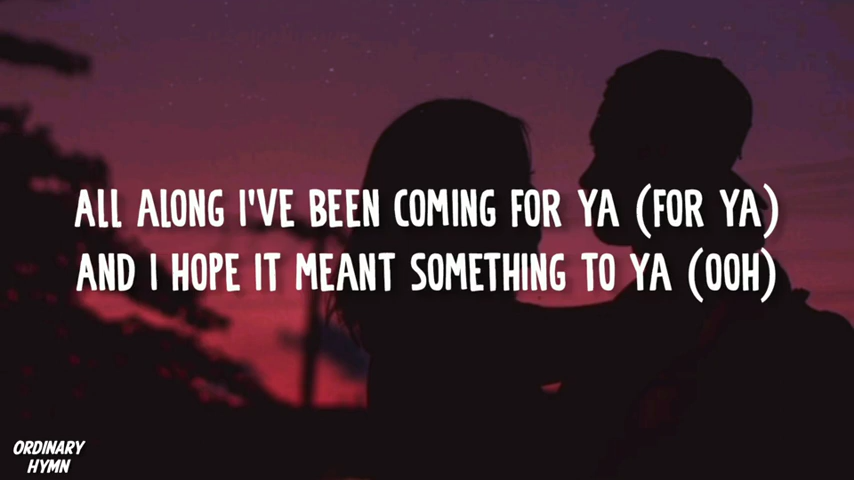 ALL ALONG I'VE BEEN COMING FOR YA (FOR YA)
AND I HOPE IT MEANT SOMETHING TO YA (OOH)
ORDINARY
HYMN